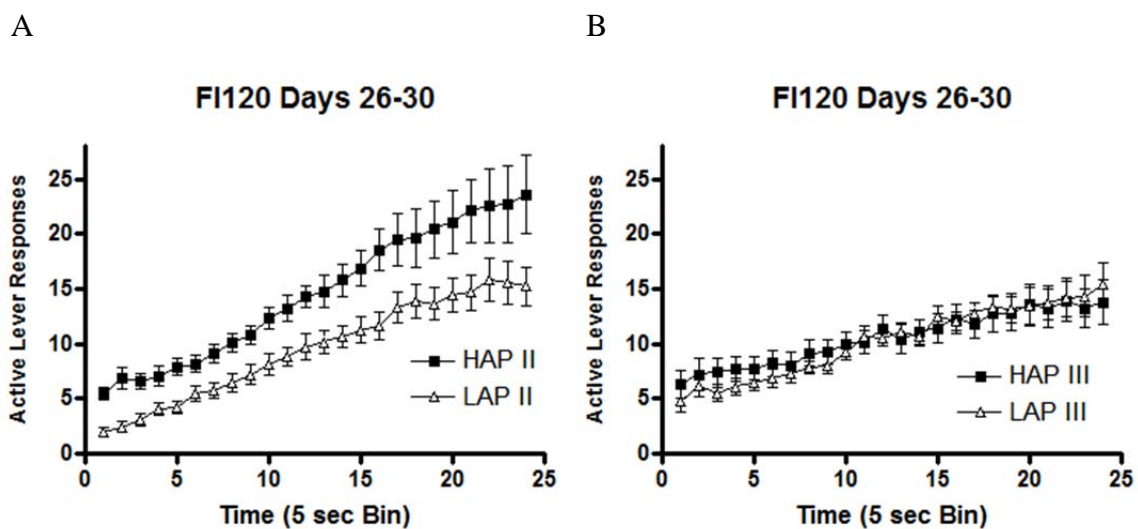 A
B
FI120 Days 26-30
Active Lever Responses
25
20
15
10
5
0
HAP II
LAP II
0 5 10 15 20 25
Time (5 sec Bin)
FI120 Days 26-30
Active Lever Responses
25
20
15
10
5
0
HAP III
LAP III
0 5 10 15 20 25
Time (5 sec Bin)